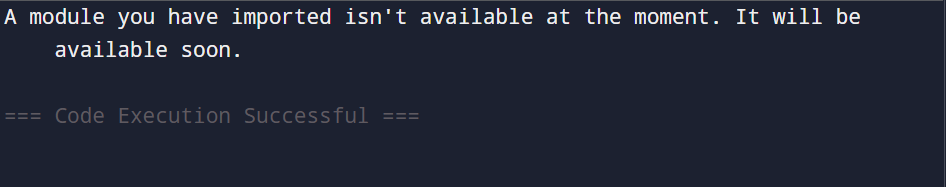 A module you have imported isn't available at the moment. It will be
available soon.
=== Code Execution Successful ===